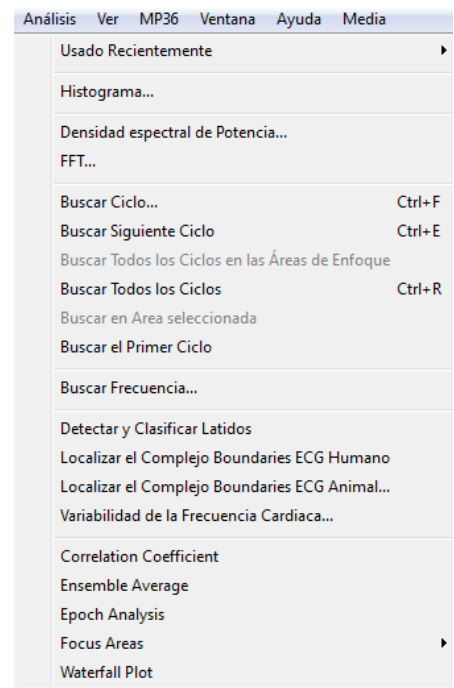 Análisis Ver MP36 Ventana Ayuda Media
Usado Recientemente
Histograma...
Densidad espectral de Potencia...
FFT...
Buscar Ciclo... Ctrl+F
Buscar Siguiente Ciclo Ctrl+E
Buscar Todos los Ciclos en las Áreas de Enfoque
Buscar Todos los Ciclos Ctrl+R
Buscar en Area seleccionada
Buscar el Primer Ciclo
Buscar Frecuencia...
Detectar y Clasificar Latidos
Localizar el Complejo Boundaries ECG Humano
Localizar el Complejo Boundaries ECG Animal...
Variabilidad de la Frecuencia Cardiaca...
Correlation Coefficient
Ensemble Average
Epoch Analysis
Focus Areas
Waterfall Plot